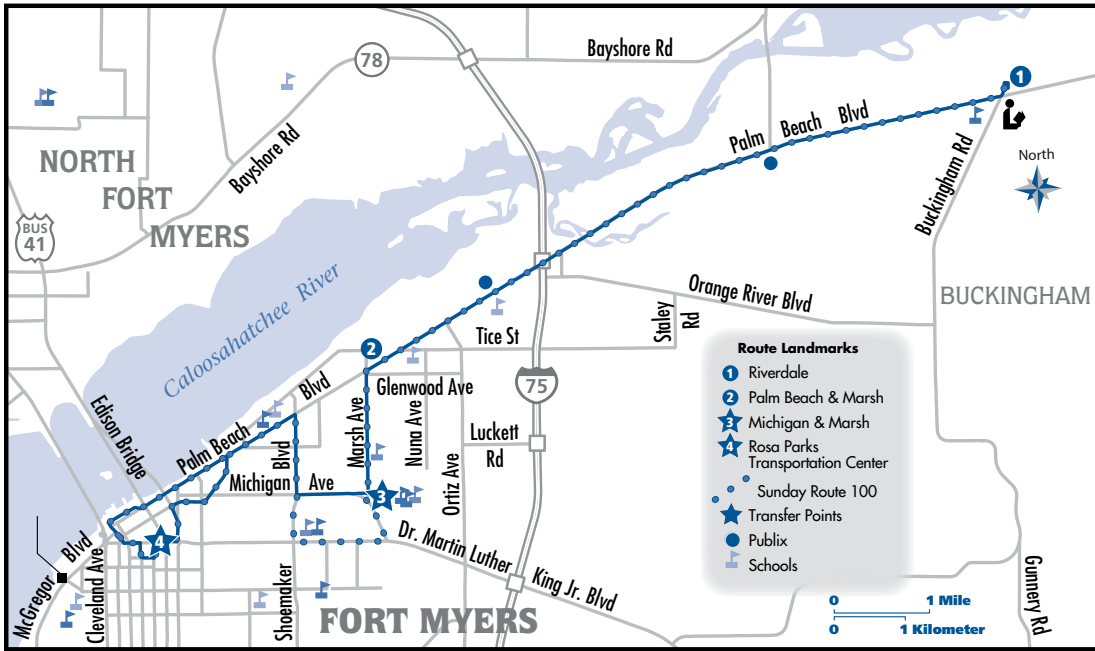 Bayshore Rd
78
1
Palm Beach Blvd
NORTH
FORT
MYERS
Bayshore Rd
Buckingham Rd
North
BUS
41
Caloosahatchee River
Orange River Blvd
BUCKINGHAM
Staley
Rd
Tice St
2
Glenwood Ave
75
Edison Bridge
Palm Beach Blvd
Blvd
Marsh Ave
Nuna Ave
Luckett
Rd
Ortiz Ave
Michigan Ave
3
4
Dr. Martin Luther King Jr. Blvd
McGregor Blvd
Cleveland Ave
Shoemaker
FORT MYERS
Gunnery Rd
Route Landmarks
1 Riverdale
2 Palm Beach & Marsh
3 Michigan & Marsh
4 Rosa Parks
Transportation Center
Sunday Route 100
Transfer Points
Publix
Schools
0 1 Mile
0 1 Kilometer